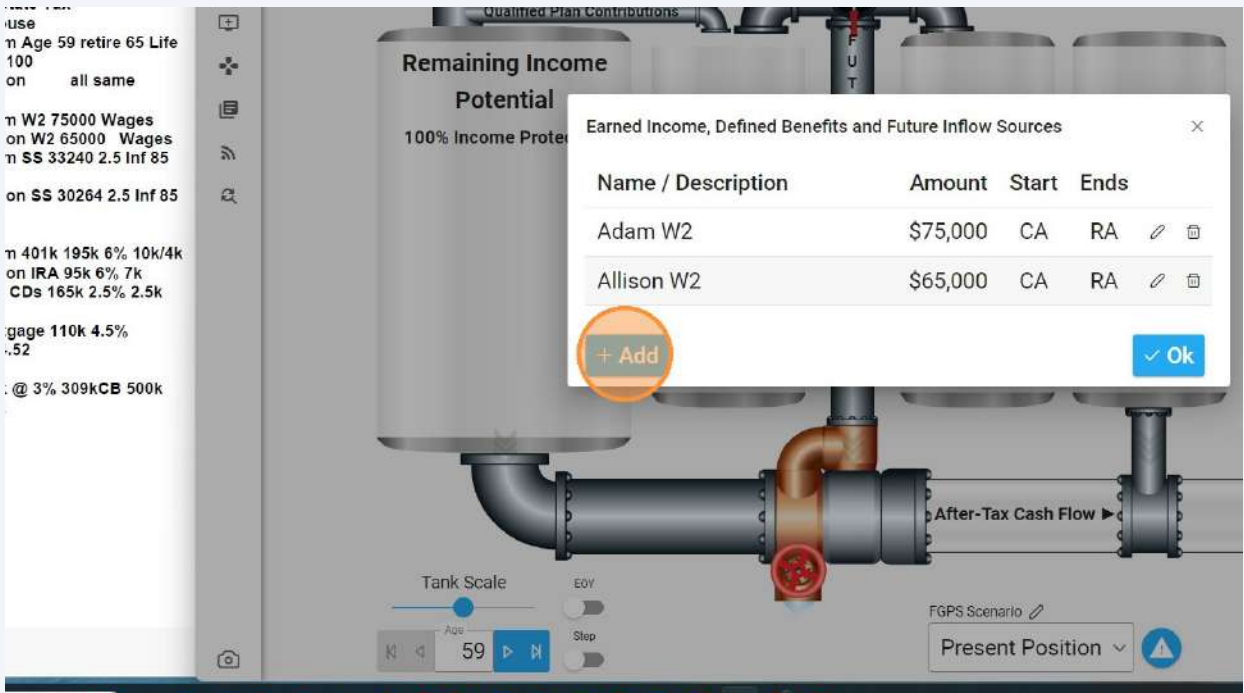 use
m Age 59 retire 65 Life
100
on all same
m W2 75000 Wages
on W2 65000 Wages
m SS 33240 2.5 Inf 85
on SS 30264 2.5 Inf 85
m 401k 195k 6% 10k/4k
on IRA 95k 6% 7k
CDs 165k 2.5% 2.5k
gage 110k 4.5%
.52
@ 3% 309kCB 500k
Qualified Plan Contributions
Remaining Income
Potential
100% Income Prote
F
U
T
Earned Income, Defined Benefits and Future Inflow Sources
Name / Description Amount Start Ends
Adam W2 $75,000 CA RA
Allison W2 $65,000 CA RA
+ Add
Ok
After-Tax Cash Flow
Tank Scale
EOY
Age
59
Step
FGPS Scenario
Present Position